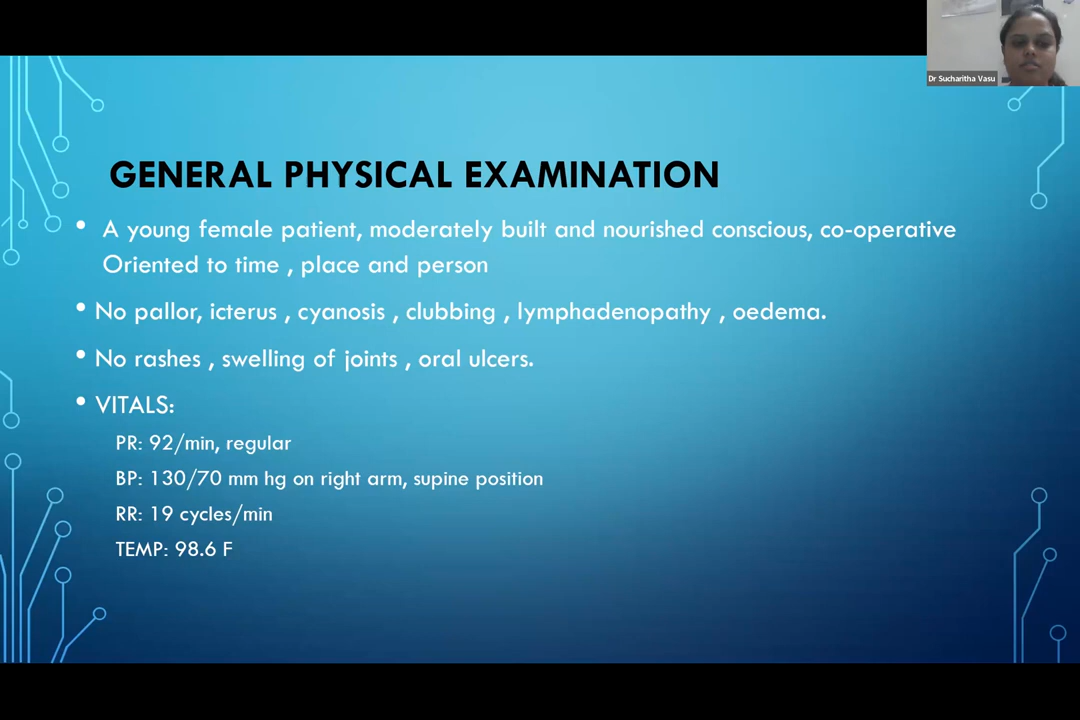 Dr Sucharitha Vasu
GENERAL PHYSICAL EXAMINATION
• A young female patient, moderately built and nourished conscious, co-operative
Oriented to time , place and person
• No pallor, icterus , cyanosis , clubbing , lymphadenopathy , oedema.
• No rashes , swelling of joints , oral ulcers.
• VITALS:
PR: 92/min, regular
BP: 130/70 mm hg on right arm, supine position
RR: 19 cycles/min
TEMP: 98.6 F